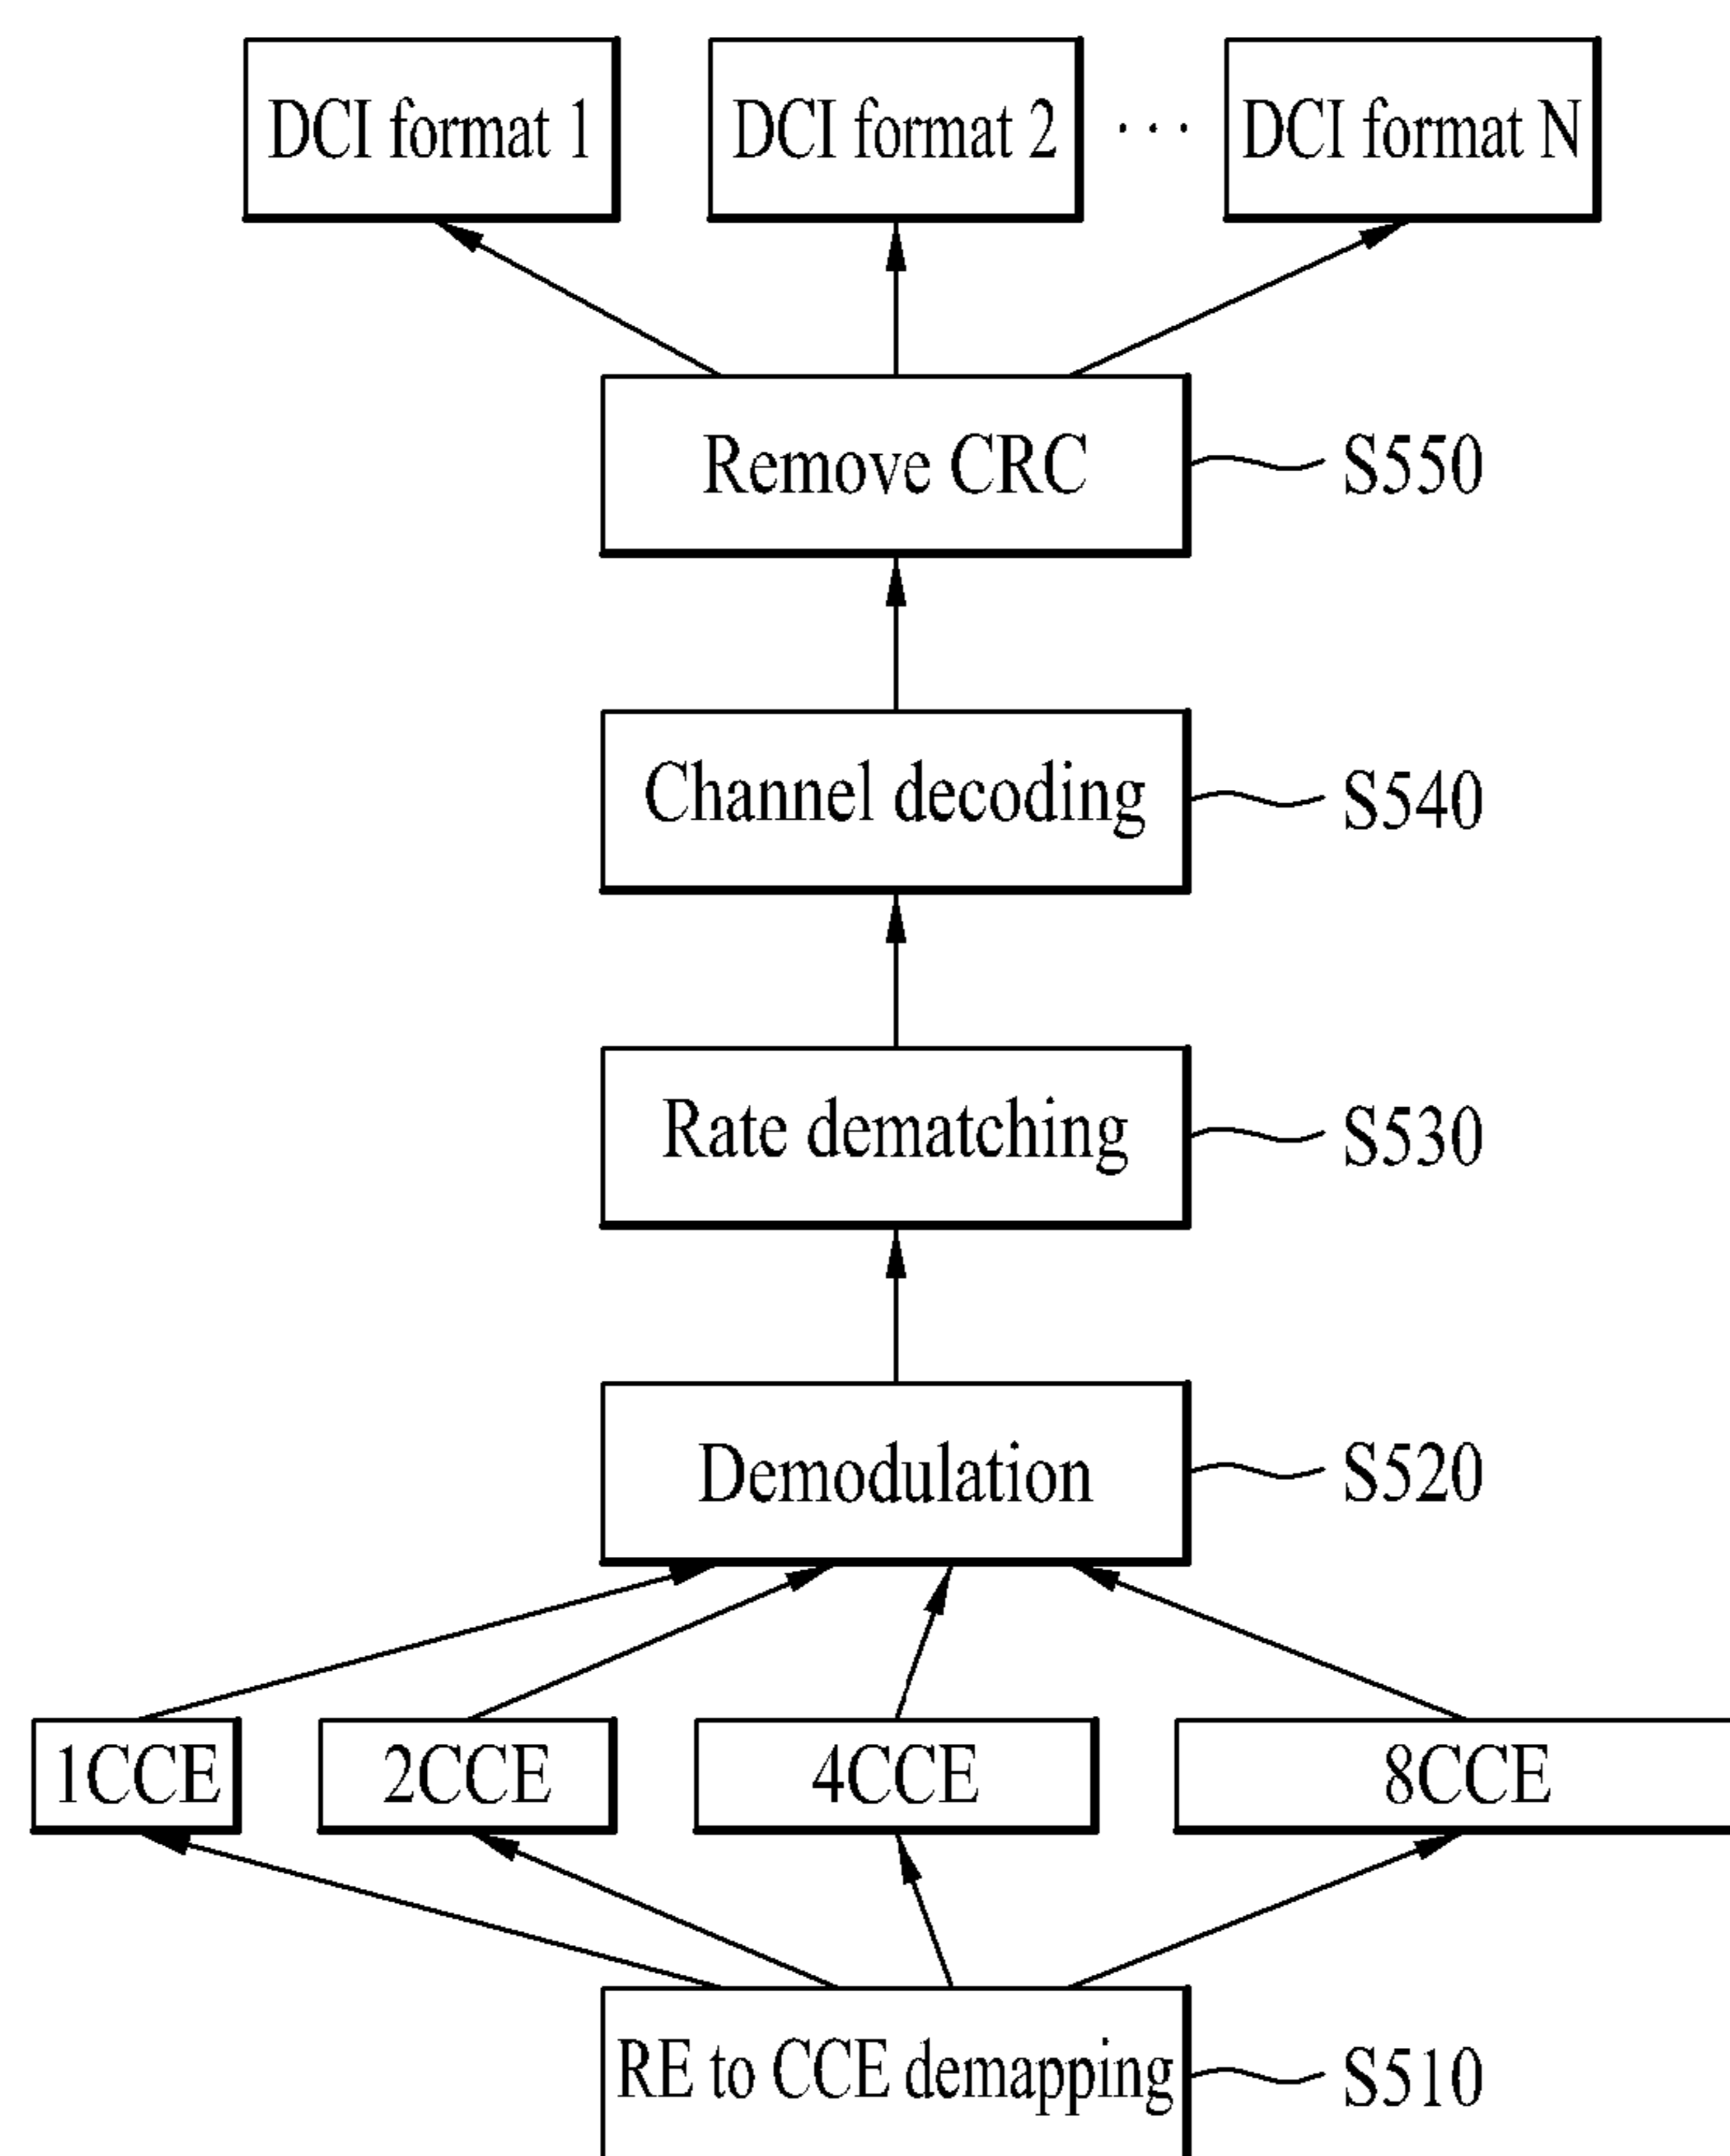 DCI format 1
DCI format 2
...
DCI format N
Remove CRC
S550
Channel decoding
S540
Rate dematching
S530
Demodulation
S520
1CCE
2CCE
4CCE
8CCE
RE to CCE demapping
S510